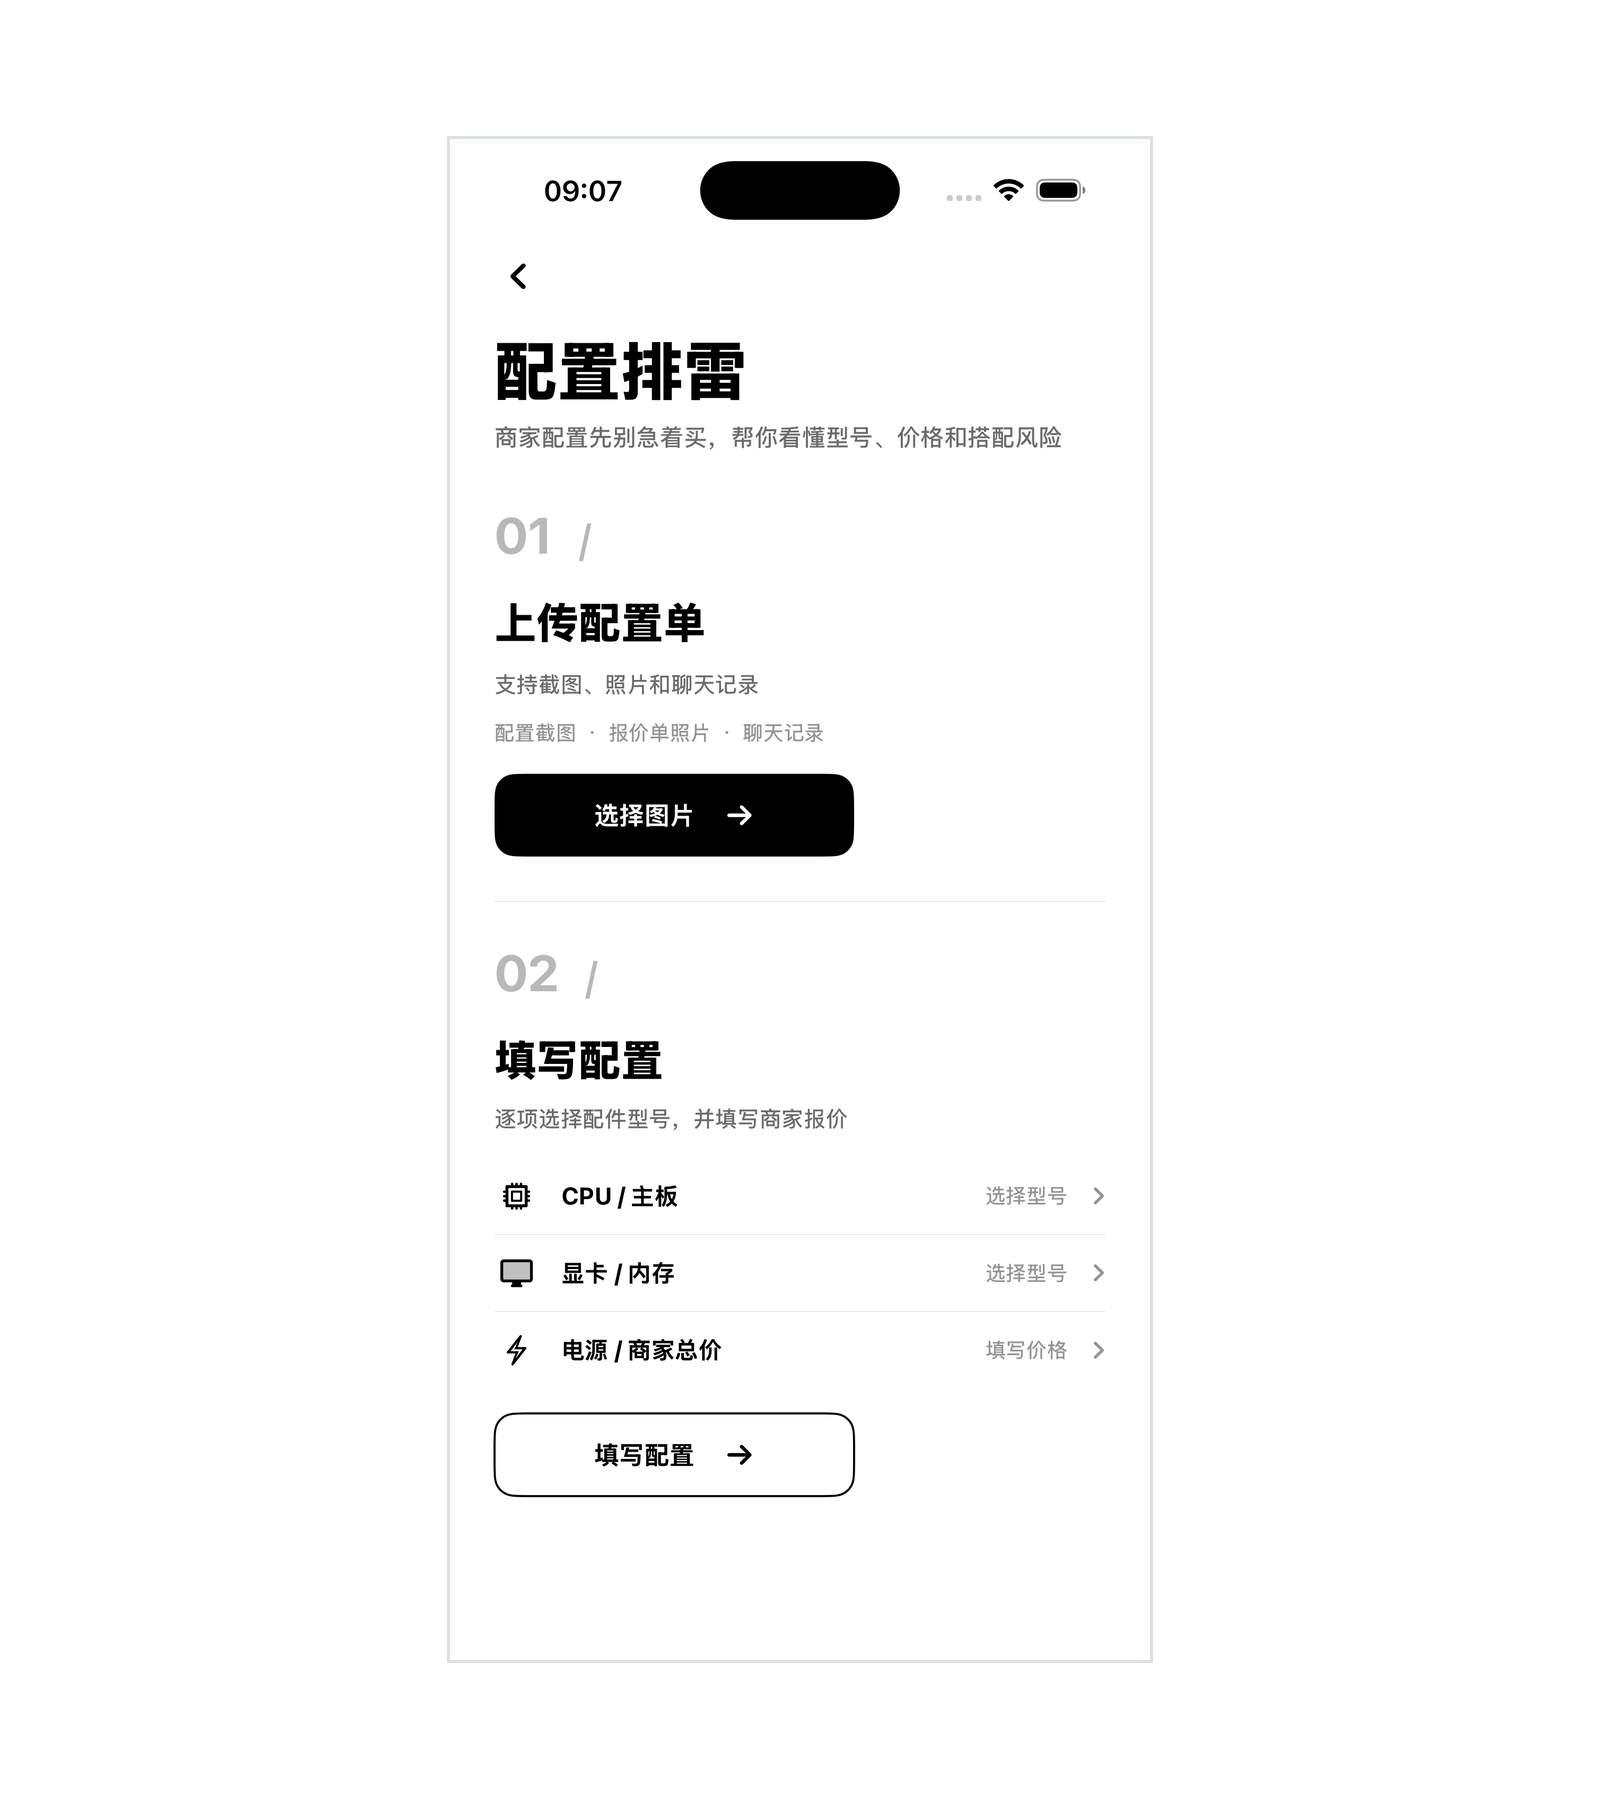 09:07
配置排雷
商家配置先别急着买，帮你看懂型号、价格和搭配风险
01 /
上传配置单
支持截图、照片和聊天记录
配置截图 · 报价单照片 · 聊天记录
选择图片 →
02 /
填写配置
逐项选择配件型号，并填写商家报价
CPU / 主板 选择型号
显卡 / 内存 选择型号
电源 / 商家总价 填写价格
填写配置 →